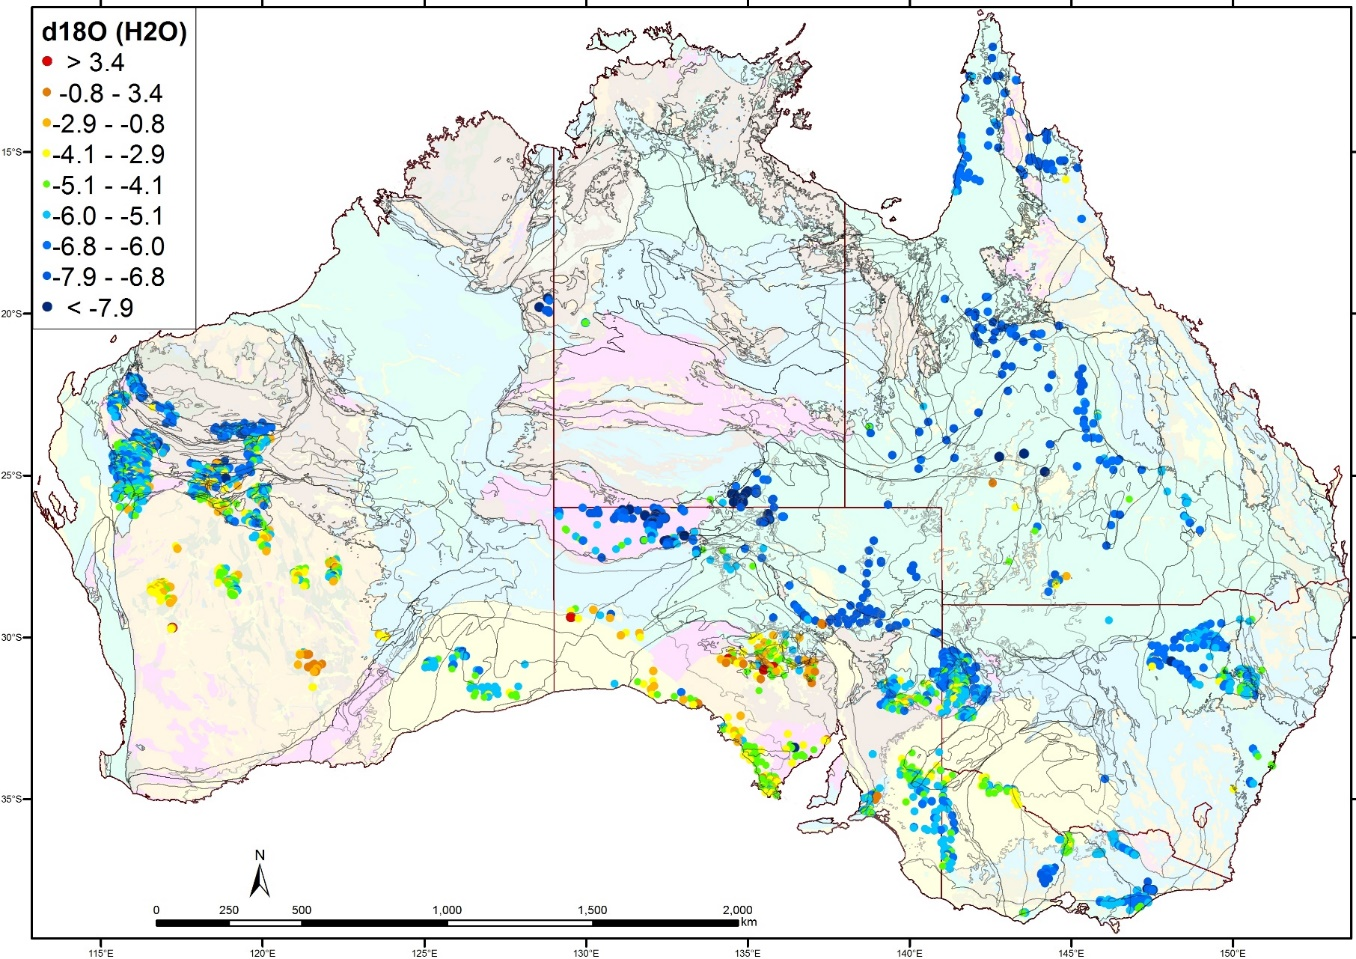 d18O (H2O)
> 3.4
-0.8 - 3.4
-2.9 - -0.8
-4.1 - -2.9
-5.1 - -4.1
-6.0 - -5.1
-6.8 - -6.0
-7.9 - -6.8
< -7.9
15°S
20°S
25°S
30°S
35°S
N
0 250 500 1,000 1,500 2,000
km
115°E 120°E 125°E 130°E 135°E 140°E 145°E 150°E